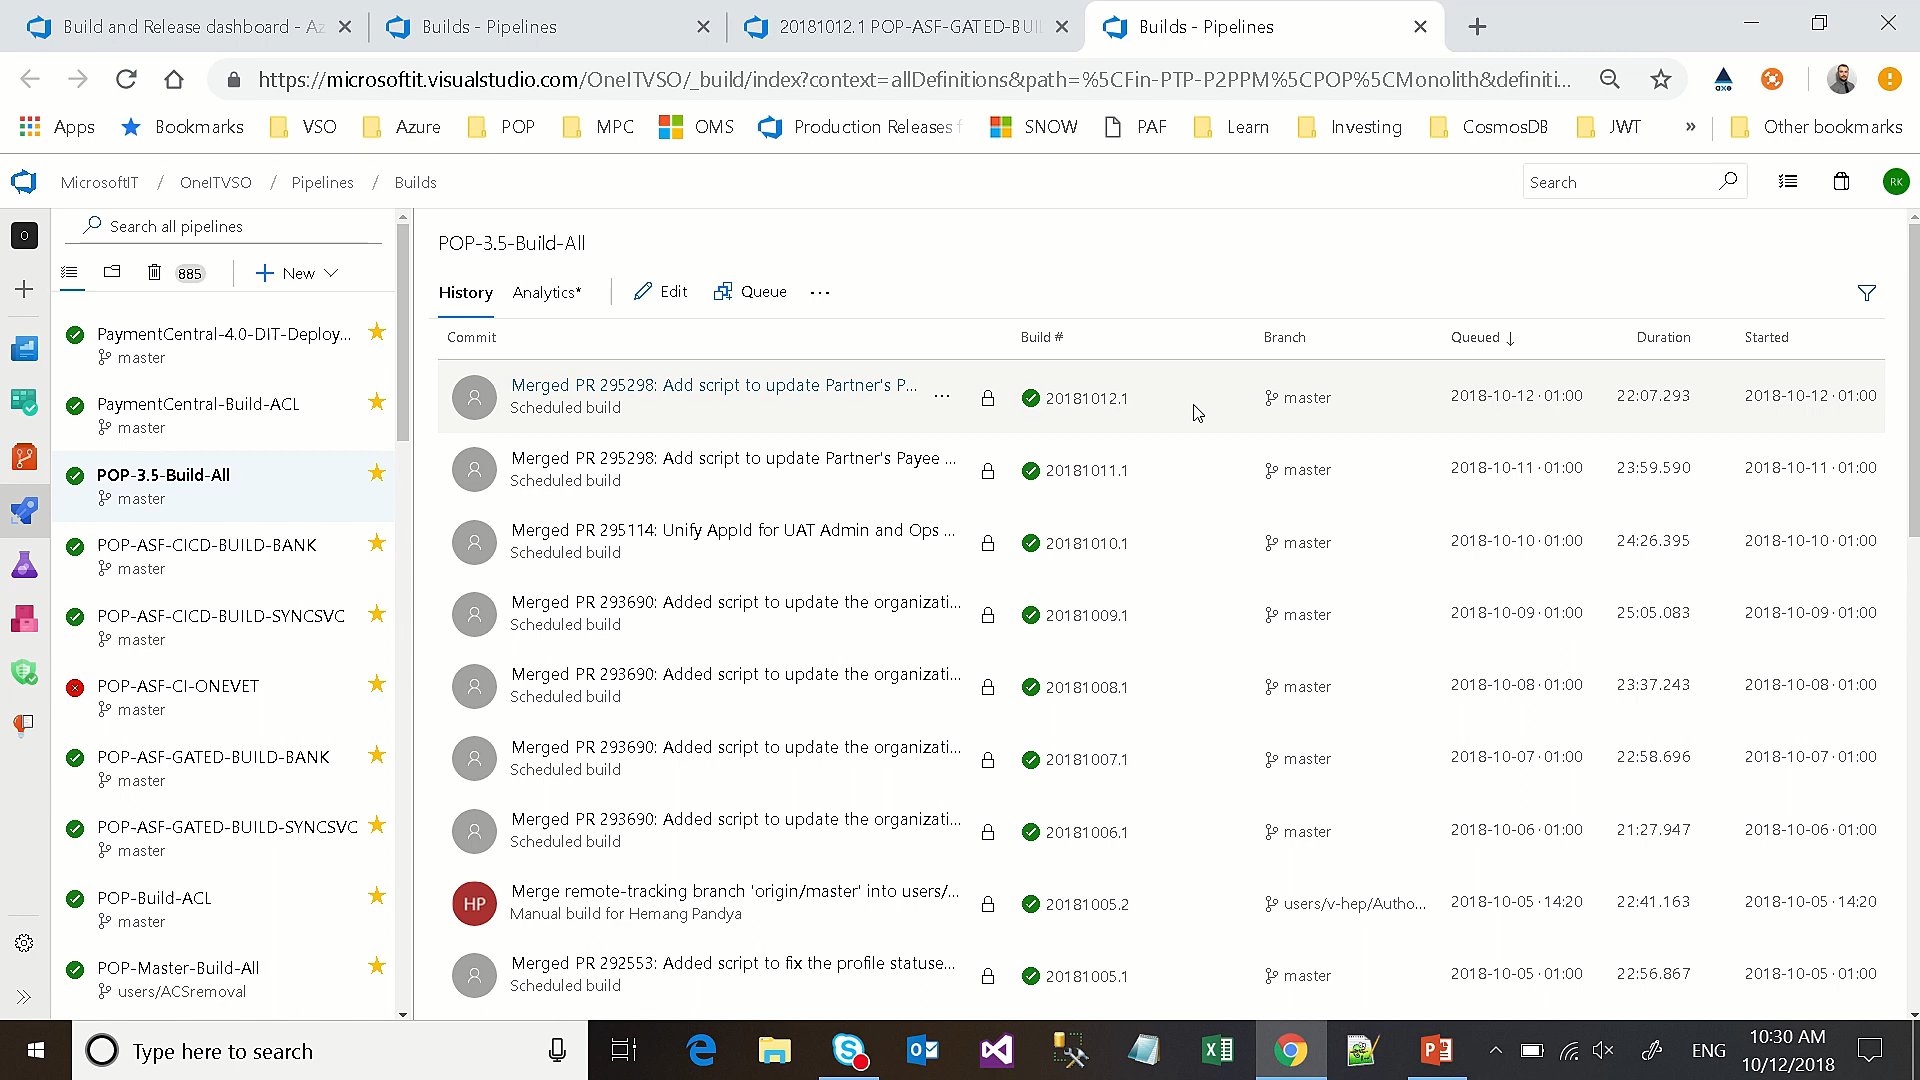 Build and Release dashboard - Az
Builds - Pipelines
20181012.1 POP-ASF-GATED-BUIL
Builds - Pipelines
https://microsoftit.visualstudio.com/OneITVSO/_build/index?context=allDefinitions&path=%5CFin-PTP-P2PPM%5CPOP%5CMonolith&definiti...
Apps
Bookmarks
VSO
Azure
POP
MPC
OMS
Production Releases f
SNOW
PAF
Learn
Investing
CosmosDB
JWT
»
Other bookmarks
MicrosoftIT / OneITVSO / Pipelines / Builds
Search
RK
O
Search all pipelines
885
New
PaymentCentral-4.0-DIT-Deploy...
master
PaymentCentral-Build-ACL
master
POP-3.5-Build-All
master
POP-ASF-CICD-BUILD-BANK
master
POP-ASF-CICD-BUILD-SYNCSVC
master
POP-ASF-CI-ONEVET
master
POP-ASF-GATED-BUILD-BANK
master
POP-ASF-GATED-BUILD-SYNCSVC
master
POP-Build-ACL
master
POP-Master-Build-All
users/ACSremoval
POP-3.5-Build-All
History Analytics* Edit Queue ...
Commit Build # Branch Queued ↓ Duration Started
Merged PR 295298: Add script to update Partner's P... ... 20181012.1 master 2018-10-12 · 01:00 22:07.293 2018-10-12 · 01:00
Scheduled build
Merged PR 295298: Add script to update Partner's Payee ... 20181011.1 master 2018-10-11 · 01:00 23:59.590 2018-10-11 · 01:00
Scheduled build
Merged PR 295114: Unify AppId for UAT Admin and Ops ... 20181010.1 master 2018-10-10 · 01:00 24:26.395 2018-10-10 · 01:00
Scheduled build
Merged PR 293690: Added script to update the organizati... 20181009.1 master 2018-10-09 · 01:00 25:05.083 2018-10-09 · 01:00
Scheduled build
Merged PR 293690: Added script to update the organizati... 20181008.1 master 2018-10-08 · 01:00 23:37.243 2018-10-08 · 01:00
Scheduled build
Merged PR 293690: Added script to update the organizati... 20181007.1 master 2018-10-07 · 01:00 22:58.696 2018-10-07 · 01:00
Scheduled build
Merged PR 293690: Added script to update the organizati... 20181006.1 master 2018-10-06 · 01:00 21:27.947 2018-10-06 · 01:00
Scheduled build
HP Merge remote-tracking branch 'origin/master' into users/... 20181005.2 users/v-hep/Autho... 2018-10-05 · 14:20 22:41.163 2018-10-05 · 14:20
Manual build for Hemang Pandya
Merged PR 292553: Added script to fix the profile statuse... 20181005.1 master 2018-10-05 · 01:00 22:56.867 2018-10-05 · 01:00
Scheduled build
Type here to search
ENG
10:30 AM
10/12/2018